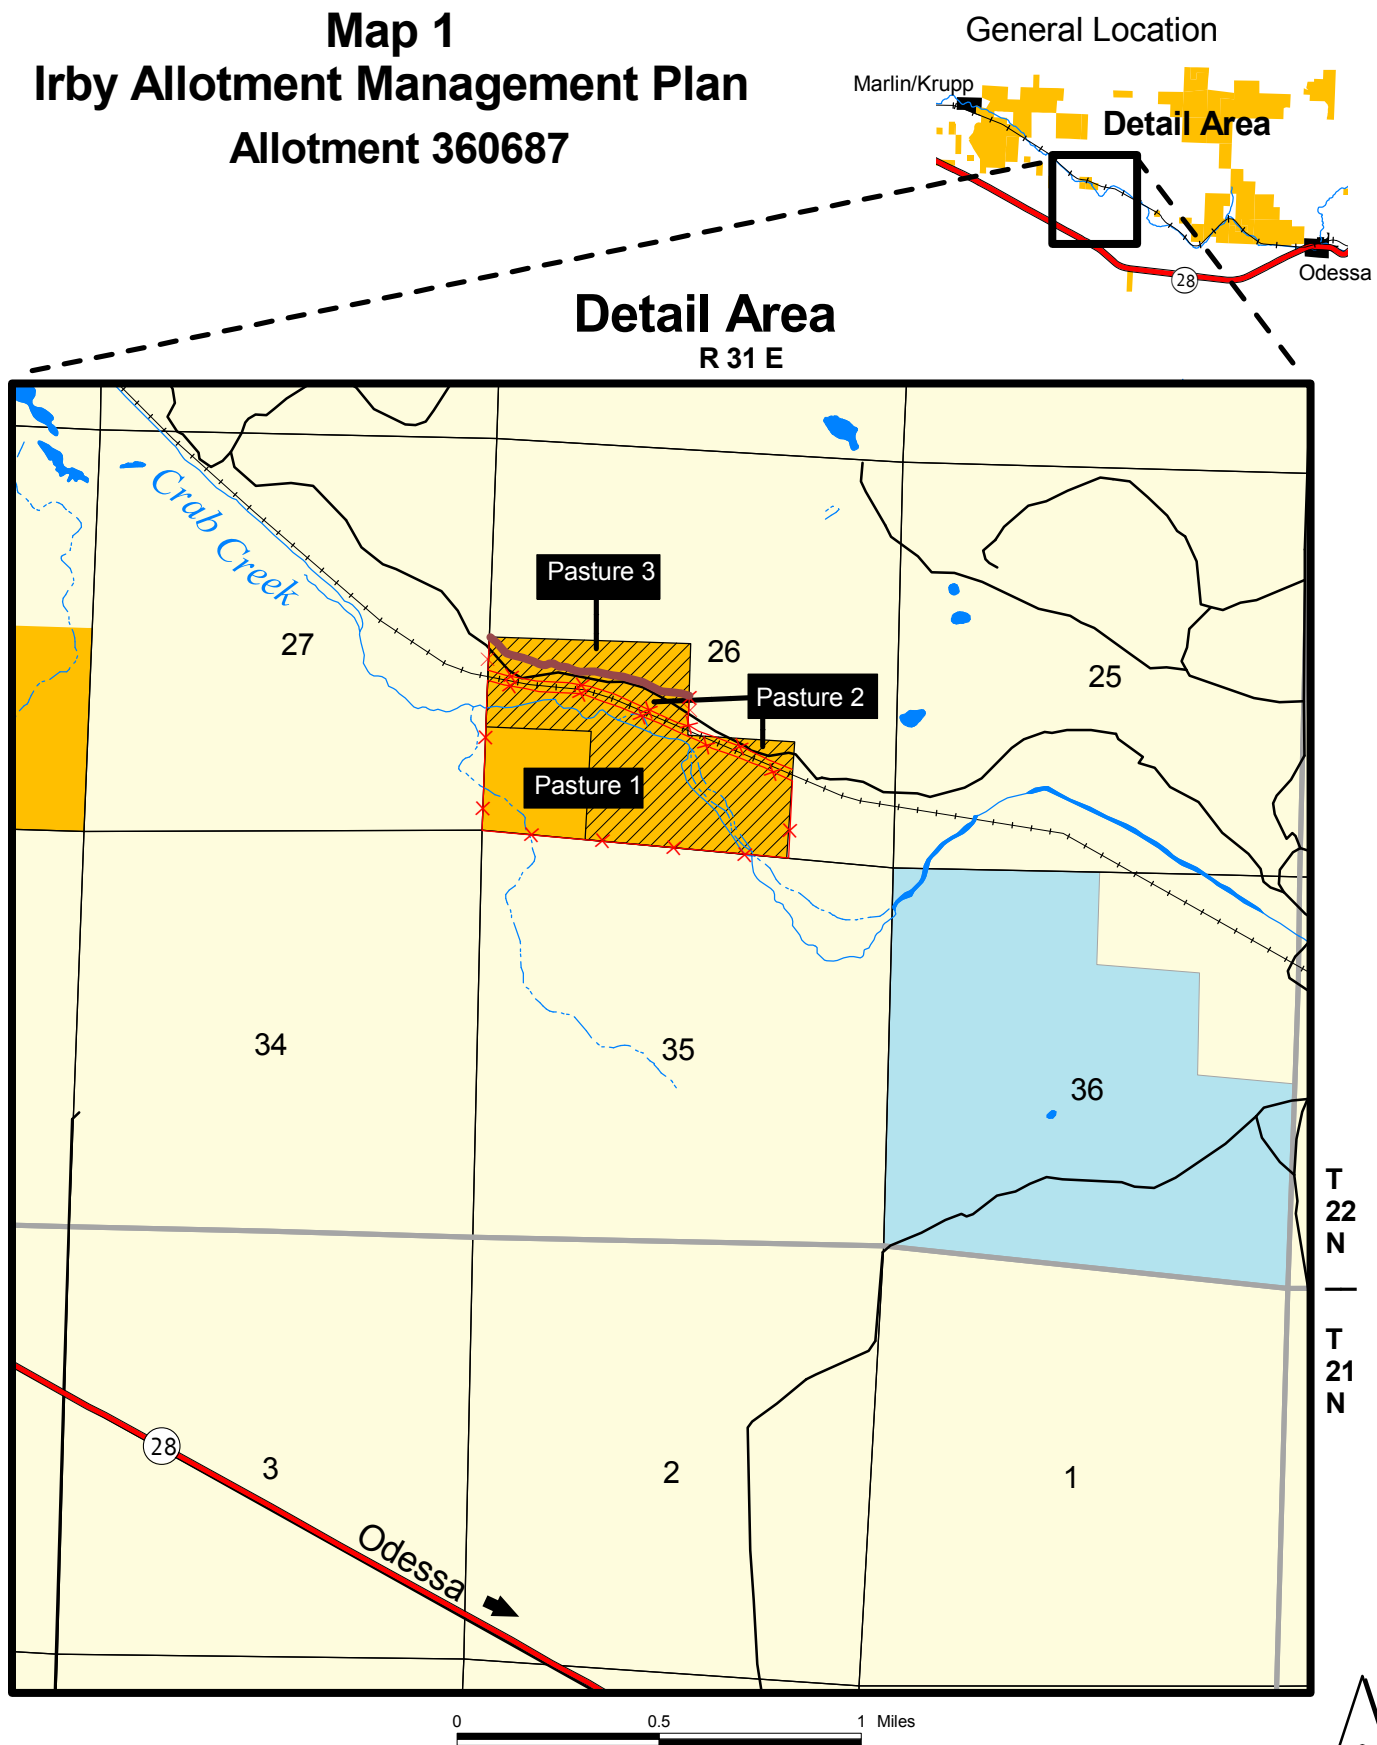 Map 1
Irby Allotment Management Plan
Allotment 360687
General Location
Marlin/Krupp
Detail Area
Odessa
28
Detail Area
R 31 E
Crab Creek
Pasture 3
27
26
25
Pasture 2
Pasture 1
34
35
36
T
22
N
T
21
N
28
3
2
1
Odessa
0 0.5 1 Miles